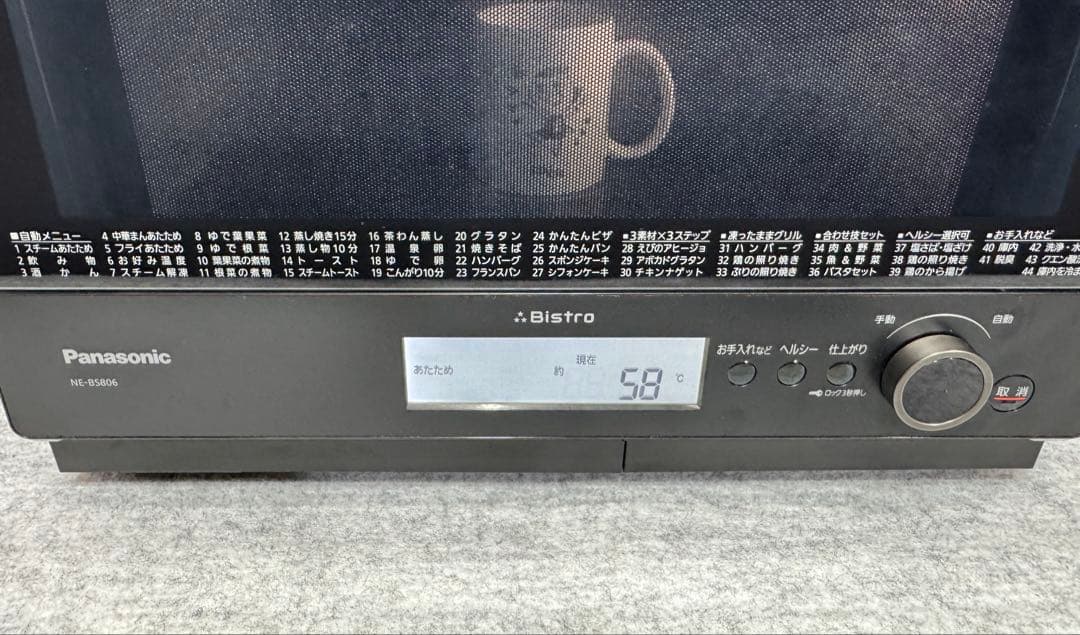 ■自動メニュー 4 中華まんあたため 8 ゆで葉果菜 12 蒸し焼き15分 16 茶わん蒸し 20 グラタン 24 かんたんピザ ■3素材×3ステップ ■凍ったままグリル ■合わせ技セット ■ヘルシー選択可 ■お手入れなど
1 スチームあたため 5 フライあたため 9 ゆで根菜 13 蒸し物10分 17 温泉卵 21 焼きそば 25 かんたんパン 28 えびのアヒージョ 31 ハンバーグ 34 肉&野菜 37 塩さば・塩ざけ 40 庫内 42 洗浄・水
2 飲み物 6 お好み温度 10 葉果菜の煮物 14 トースト 18 ゆで卵 22 ハンバーグ 26 スポンジケーキ 29 アボカドグラタン 32 鶏の照り焼き 35 魚&野菜 38 鶏の照り焼き 41 脱臭 43 クエン酸洗
3 酒かん 7 スチーム解凍 11 根菜の煮物 15 スチームトースト 19 こんがり10分 23 フランスパン 27 シフォンケーキ 30 チキンナゲット 33 ぶりの照り焼き 36 パスタセット 39 鶏のから揚げ 44 庫内を冷ま
Bistro
Panasonic
NE-BS806
あたため 約 現在 58 ℃
お手入れなど ヘルシー 仕上がり
ロック3秒押し
手動 自動
取消